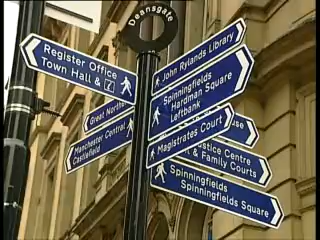 Deansgate
Register Office
Town Hall & i
John Rylands Library
Spinningfields
Hardman Square
Leftbank
Great
Northern
Manchester Central
Castlefield
Magistrates Court
Square
Justice Centre
& Family Courts
Spinningfields
Spinningfields Square